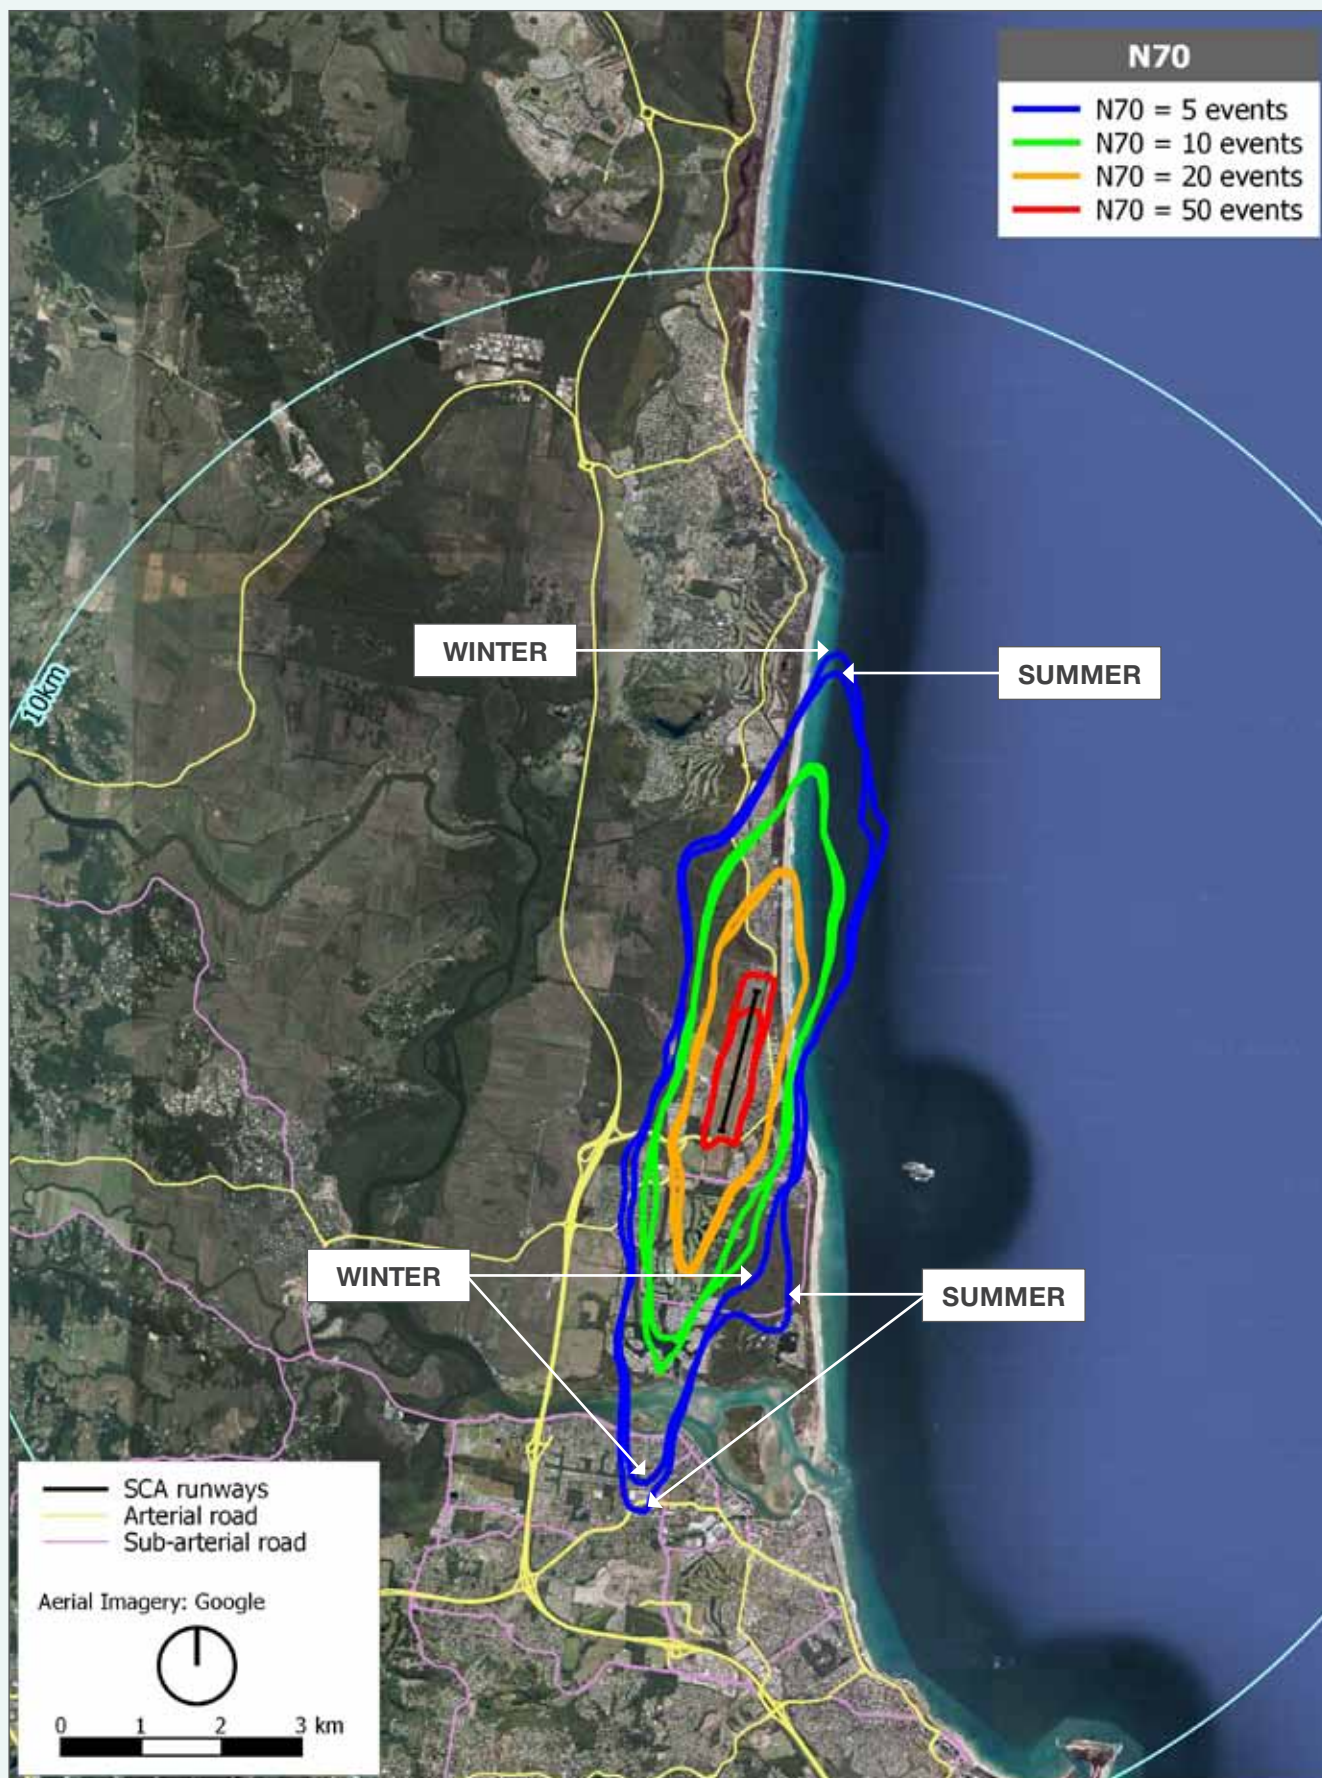 N70
N70 = 5 events
N70 = 10 events
N70 = 20 events
N70 = 50 events
WINTER
SUMMER
10km
WINTER
SUMMER
SCA runways
Arterial road
Sub-arterial road
Aerial Imagery: Google
0 1 2 3 km